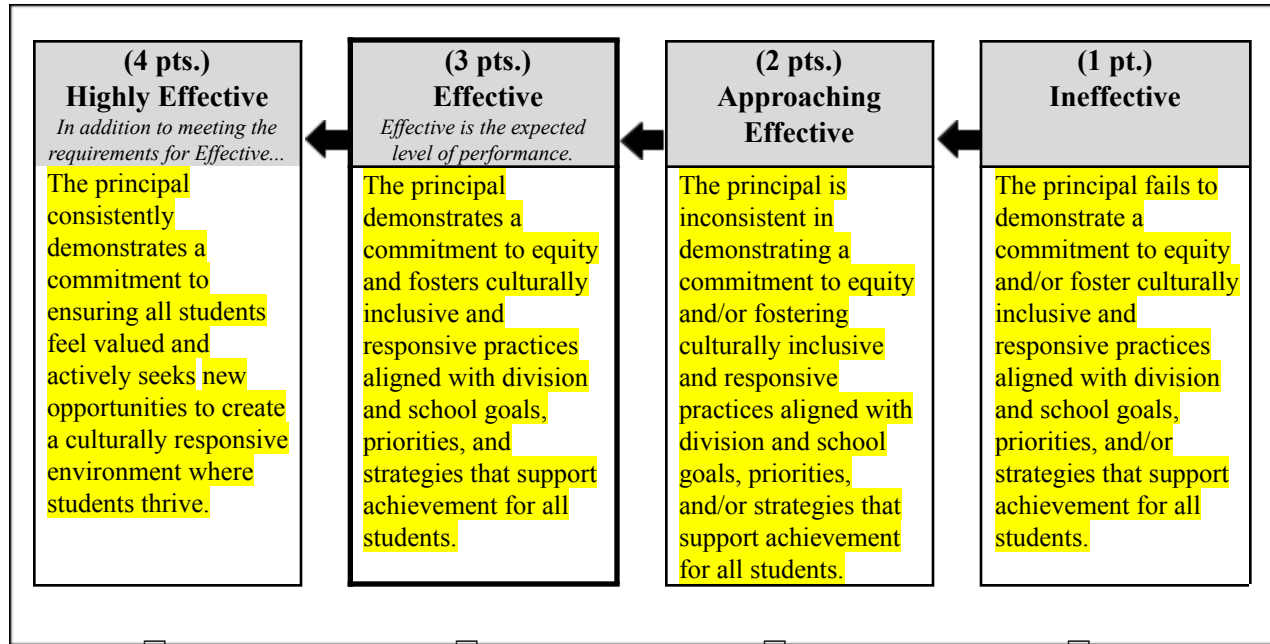 (4 pts.)
Highly Effective
In addition to meeting the
requirements for Effective...
The principal
consistently
demonstrates a
commitment to
ensuring all students
feel valued and
actively seeks new
opportunities to create
a culturally responsive
environment where
students thrive.
(3 pts.)
Effective
Effective is the expected
level of performance.
The principal
demonstrates a
commitment to equity
and fosters culturally
inclusive and
responsive practices
aligned with division
and school goals,
priorities, and
strategies that support
achievement for all
students.
(2 pts.)
Approaching
Effective
The principal is
inconsistent in
demonstrating a
commitment to equity
and/or fostering
culturally inclusive
and responsive
practices aligned with
division and school
goals, priorities,
and/or strategies that
support achievement
for all students.
(1 pt.)
Ineffective
The principal fails to
demonstrate a
commitment to equity
and/or foster culturally
inclusive and
responsive practices
aligned with division
and school goals,
priorities, and/or
strategies that support
achievement for all
students.